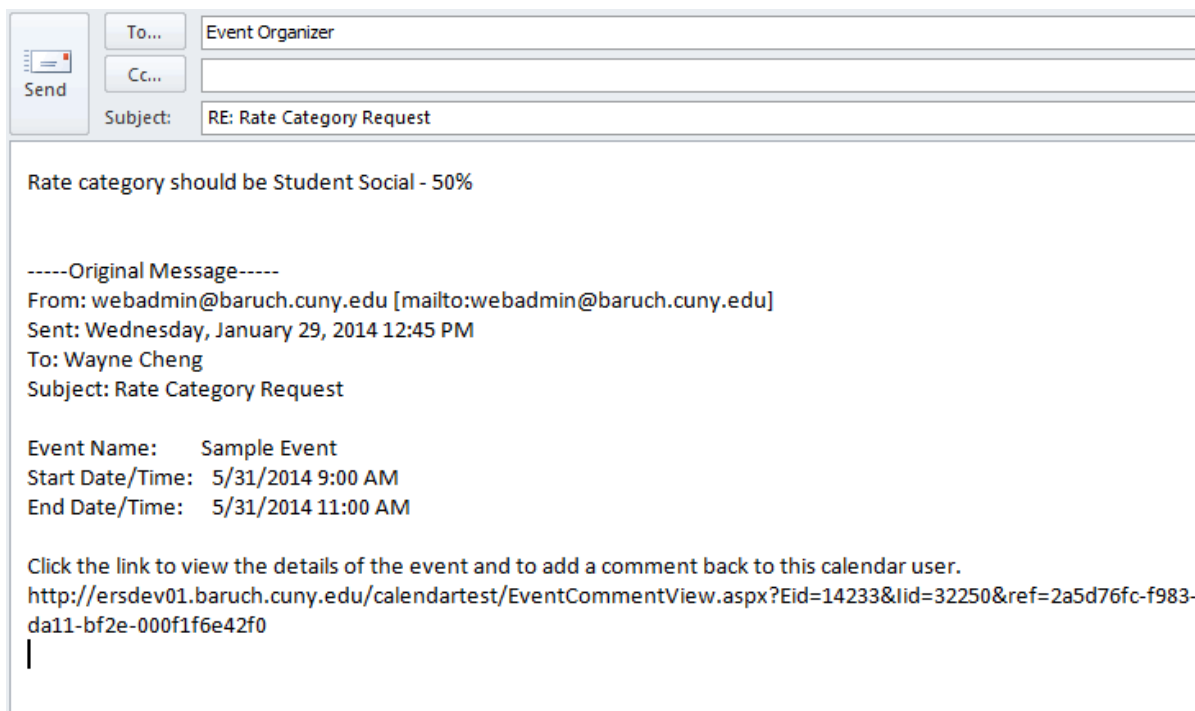 To...
Event Organizer
Cc...
Send
Subject:
RE: Rate Category Request
Rate category should be Student Social - 50%
-----Original Message-----
From: webadmin@baruch.cuny.edu [mailto:webadmin@baruch.cuny.edu]
Sent: Wednesday, January 29, 2014 12:45 PM
To: Wayne Cheng
Subject: Rate Category Request
Event Name: Sample Event
Start Date/Time: 5/31/2014 9:00 AM
End Date/Time: 5/31/2014 11:00 AM
Click the link to view the details of the event and to add a comment back to this calendar user.
http://ersdev01.baruch.cuny.edu/calendartest/EventCommentView.aspx?Eid=14233&Iid=32250&ref=2a5d76fc-f983-
da11-bf2e-000f1f6e42f0